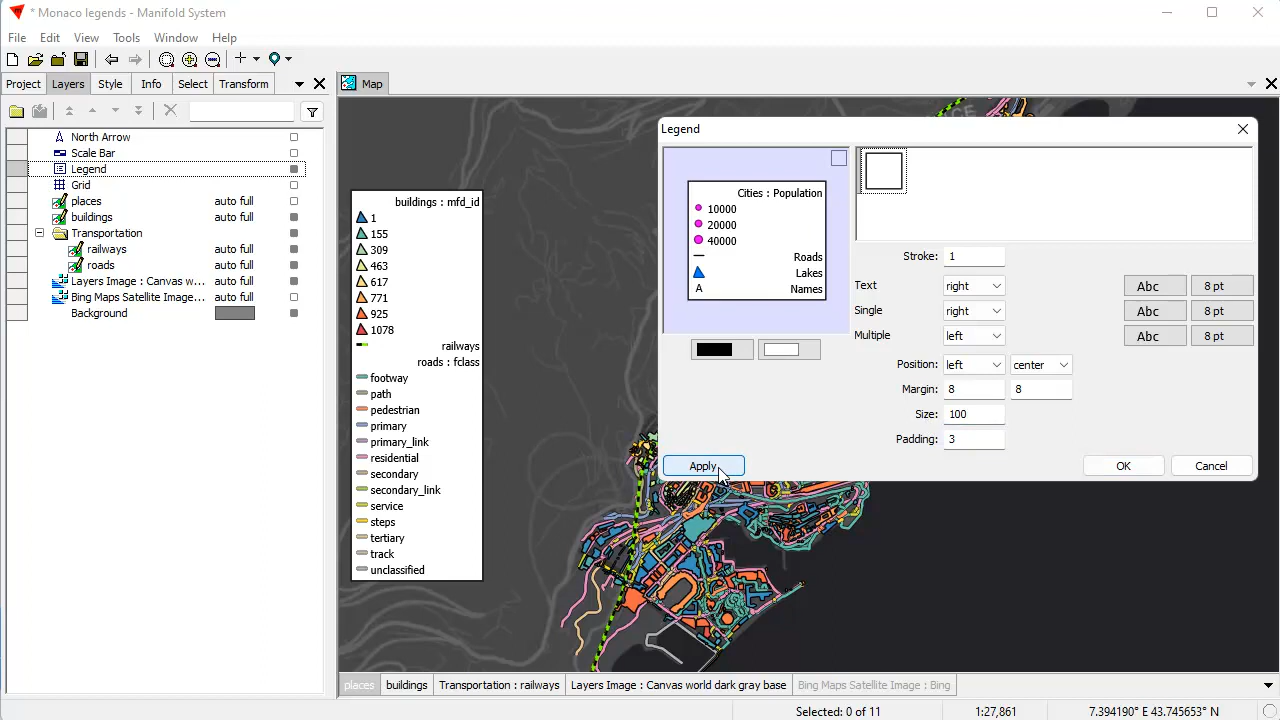 * Monaco legends - Manifold System
File Edit View Tools Window Help
Project Layers Style Info Select Transform
Map
North Arrow
Scale Bar
Legend
Grid
places auto full
buildings auto full
Transportation
railways auto full
roads auto full
Layers Image : Canvas w... auto full
Bing Maps Satellite Image... auto full
Background
buildings : mfd_id
1
155
309
463
617
771
925
1078
railways
roads : fclass
footway
path
pedestrian
primary
primary_link
residential
secondary
secondary_link
service
steps
tertiary
track
unclassified
Legend
Cities : Population
10000
20000
40000
Roads
Lakes
A Names
Stroke: 1
Text right Abc 8 pt
Single right Abc 8 pt
Multiple left Abc 8 pt
Position: left center
Margin: 8 8
Size: 100
Padding: 3
Apply OK Cancel
places buildings Transportation : railways Layers Image : Canvas world dark gray base Bing Maps Satellite Image : Bing
Selected: 0 of 11 1:27,861 7.394190° E 43.745653° N